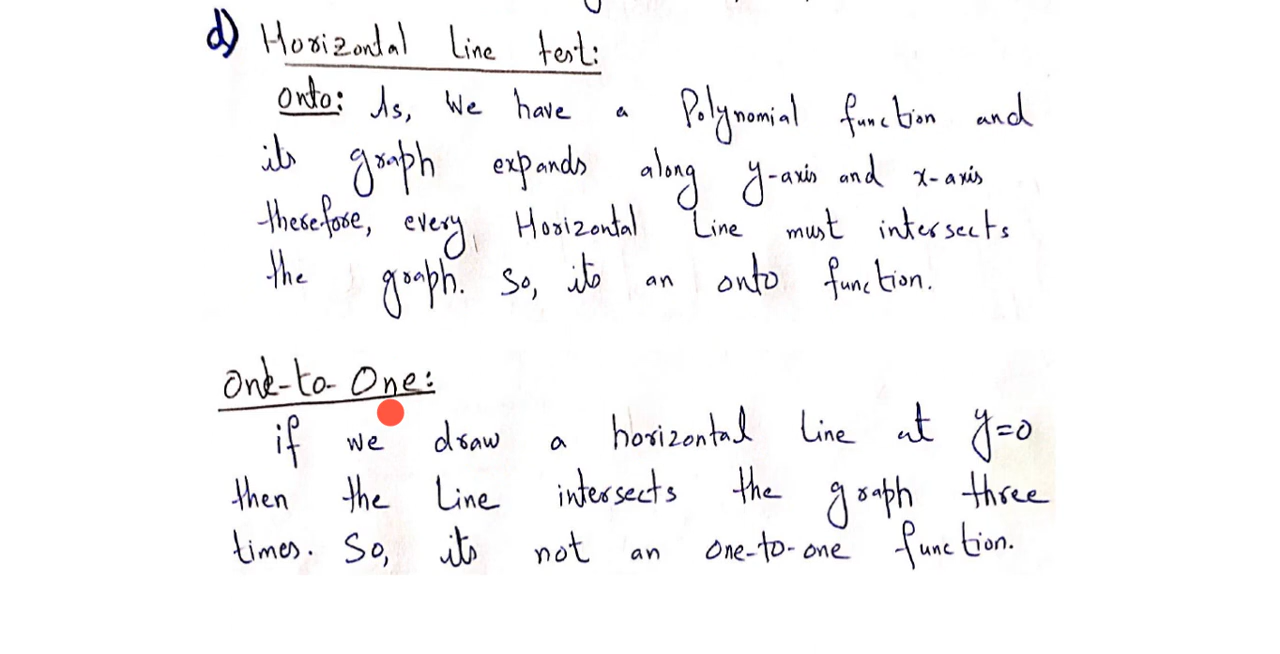 d) Horizontal Line test:
Onto: As, We have a Polynomial function and
its graph expands along y-axis and x-axis
therefore, every Horizontal Line must intersects
the graph. So, its an onto function.
One-to-One:
if we draw a horizontal Line at y=0
then the Line intersects the graph three
times. So, its not an one-to-one function.